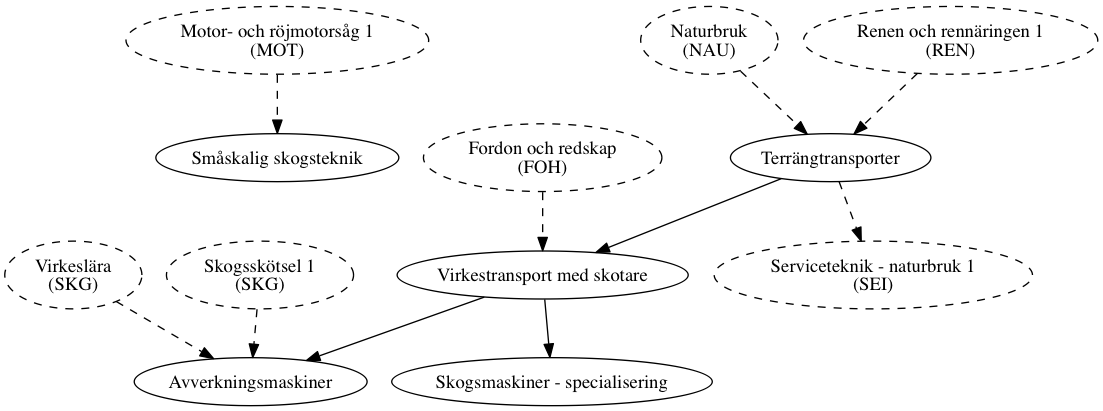 Motor- och röjmotorsåg 1
(MOT)
Naturbruk
(NAU)
Renen och rennäringen 1
(REN)
Småskalig skogsteknik
Fordon och redskap
(FOH)
Terrängtransporter
Virkeslära
(SKG)
Skogsskötsel 1
(SKG)
Virkestransport med skotare
Serviceteknik - naturbruk 1
(SEI)
Avverkningsmaskiner
Skogsmaskiner - specialisering